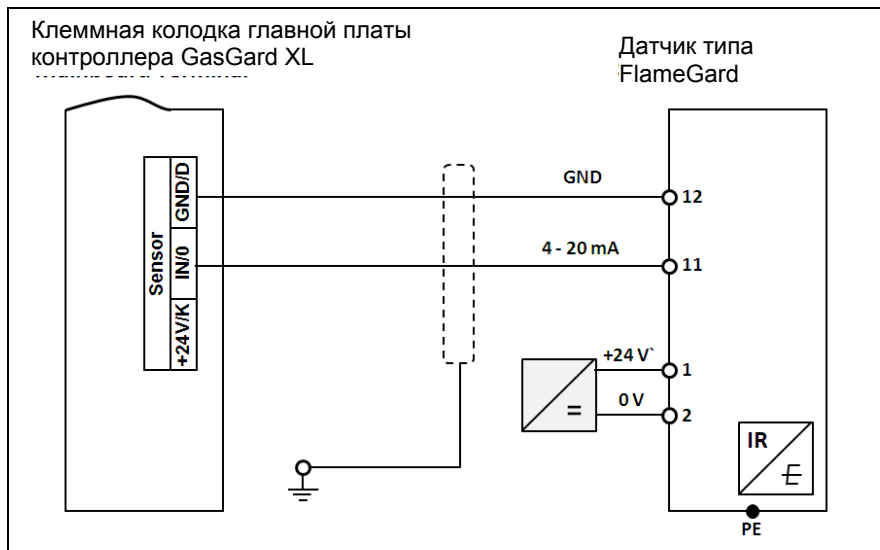 Клеммная колодка главной платы
контроллера GasGard XL
Датчик типа
FlameGard
Sensor
GND/D
IN/0
+24V/K
GND
12
4 - 20 mA
11
+24 V`
1
0 V
2
=
IR
E
PE